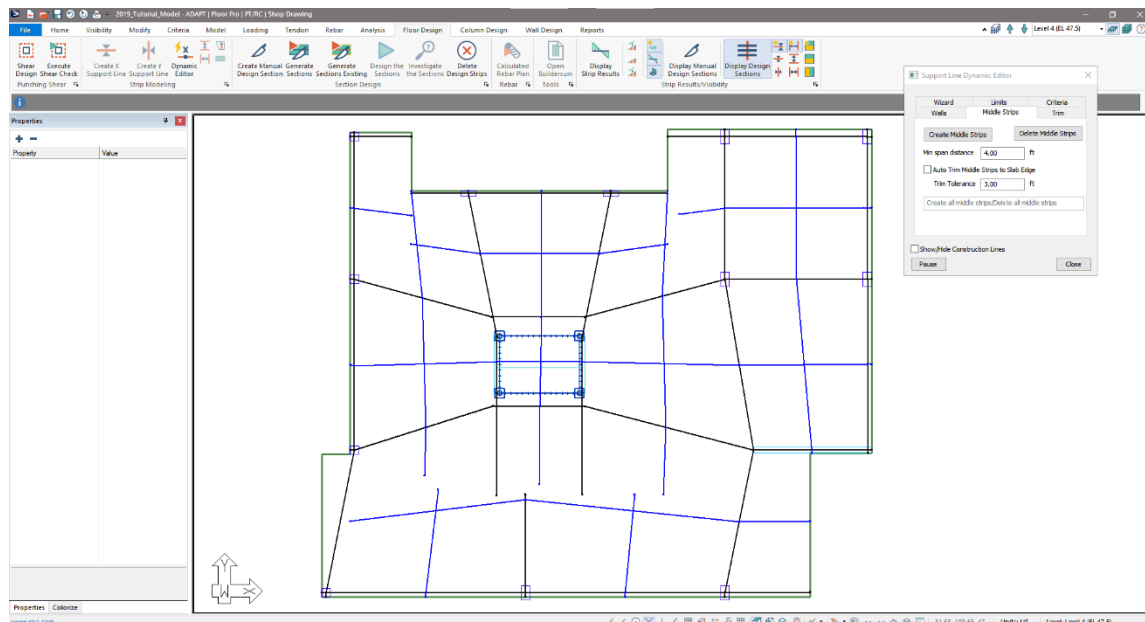 2019_Tutorial_Model - ADAPT | Floor Pro | PT/RC | Shop Drawing
File Home Visibility Modify Criteria Model Loading Tendon Rebar Analysis Floor Design Column Design Wall Design Reports Level 4 (EL 47.5)
Shear Execute Create X Create Y Dynamic Create Manual Generate Generate Design the Investigate Delete Calculated Open Display Display Manual Display Design
Design Shear Check Support Line Support Line Editor Design Section Sections Sections Existing Sections the Sections Design Strips Rebar Plan Buildersum Strip Results Design Sections Sections
Punching Shear Strip Modeling Section Design Rebar Tools Strip Results/Visibility
Properties
Property Value
Support Line Dynamic Editor
Wizard Limits Criteria
Walls Middle Strips Trim
Create Middle Strips Delete Middle Strips
Min span distance 4.00 ft
Auto Trim Middle Strips to Slab Edge
Trim Tolerance 3.00 ft
Create all middle strips/Delete all middle strips
Show/Hide Construction Lines
Pause Close
Y
W X
Properties Colorize